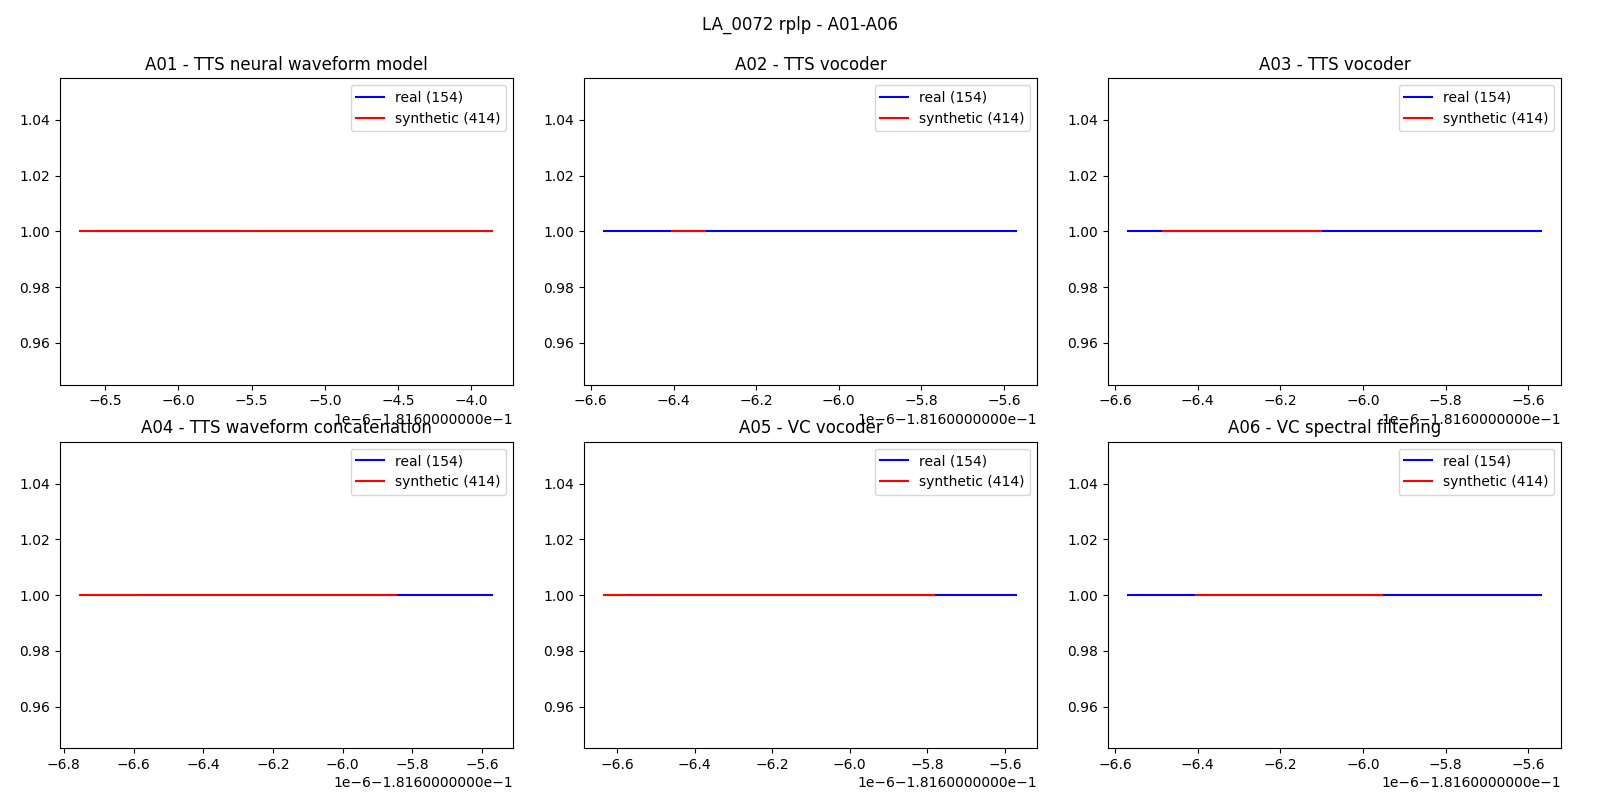 LA_0072 rplp - A01-A06
A01 - TTS neural waveform model
real (154)
synthetic (414)
1.04
1.02
1.00
0.98
0.96
−6.5 −6.0 −5.5 −5.0 −4.5 −4.0
1e−6−1.8160000000e−1
A02 - TTS vocoder
real (154)
synthetic (414)
1.04
1.02
1.00
0.98
0.96
−6.6 −6.4 −6.2 −6.0 −5.8 −5.6
1e−6−1.8160000000e−1
A03 - TTS vocoder
real (154)
synthetic (414)
1.04
1.02
1.00
0.98
0.96
−6.6 −6.4 −6.2 −6.0 −5.8 −5.6
1e−6−1.8160000000e−1
A04 - TTS waveform concatenation
real (154)
synthetic (414)
1.04
1.02
1.00
0.98
0.96
−6.8 −6.6 −6.4 −6.2 −6.0 −5.8 −5.6
1e−6−1.8160000000e−1
A05 - VC vocoder
real (154)
synthetic (414)
1.04
1.02
1.00
0.98
0.96
−6.6 −6.4 −6.2 −6.0 −5.8 −5.6
1e−6−1.8160000000e−1
A06 - VC spectral filtering
real (154)
synthetic (414)
1.04
1.02
1.00
0.98
0.96
−6.6 −6.4 −6.2 −6.0 −5.8 −5.6
1e−6−1.8160000000e−1